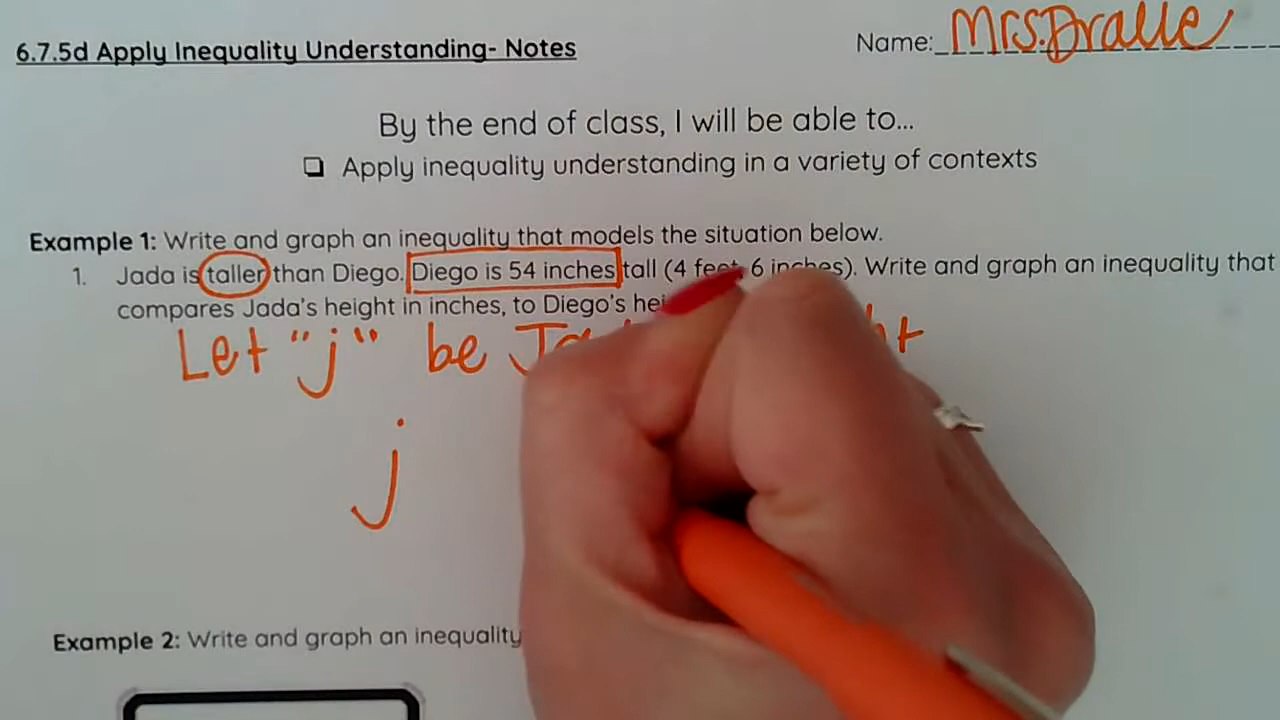 6.7.5d Apply Inequality Understanding- Notes
Name: Mrs. Dralle
By the end of class, I will be able to...
Apply inequality understanding in a variety of contexts
Example 1: Write and graph an inequality that models the situation below.
1. Jada is taller than Diego. Diego is 54 inches tall (4 feet, 6 inches). Write and graph an inequality that
compares Jada's height in inches, to Diego's
Let "j" be
j
Example 2: Write and graph an inequality